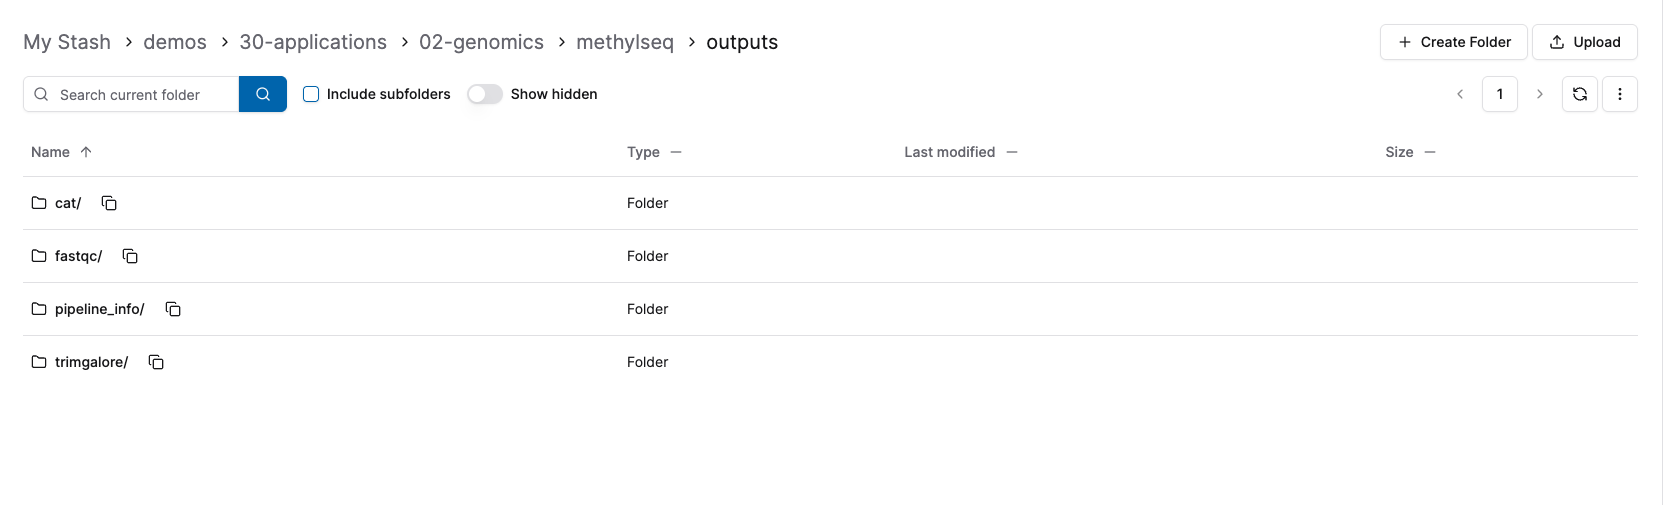 My Stash > demos > 30-applications > 02-genomics > methylseq > outputs
Create Folder
Upload
Search current folder
Include subfolders
Show hidden
1
Name Type Last modified Size
cat/ Folder
fastqc/ Folder
pipeline_info/ Folder
trimgalore/ Folder